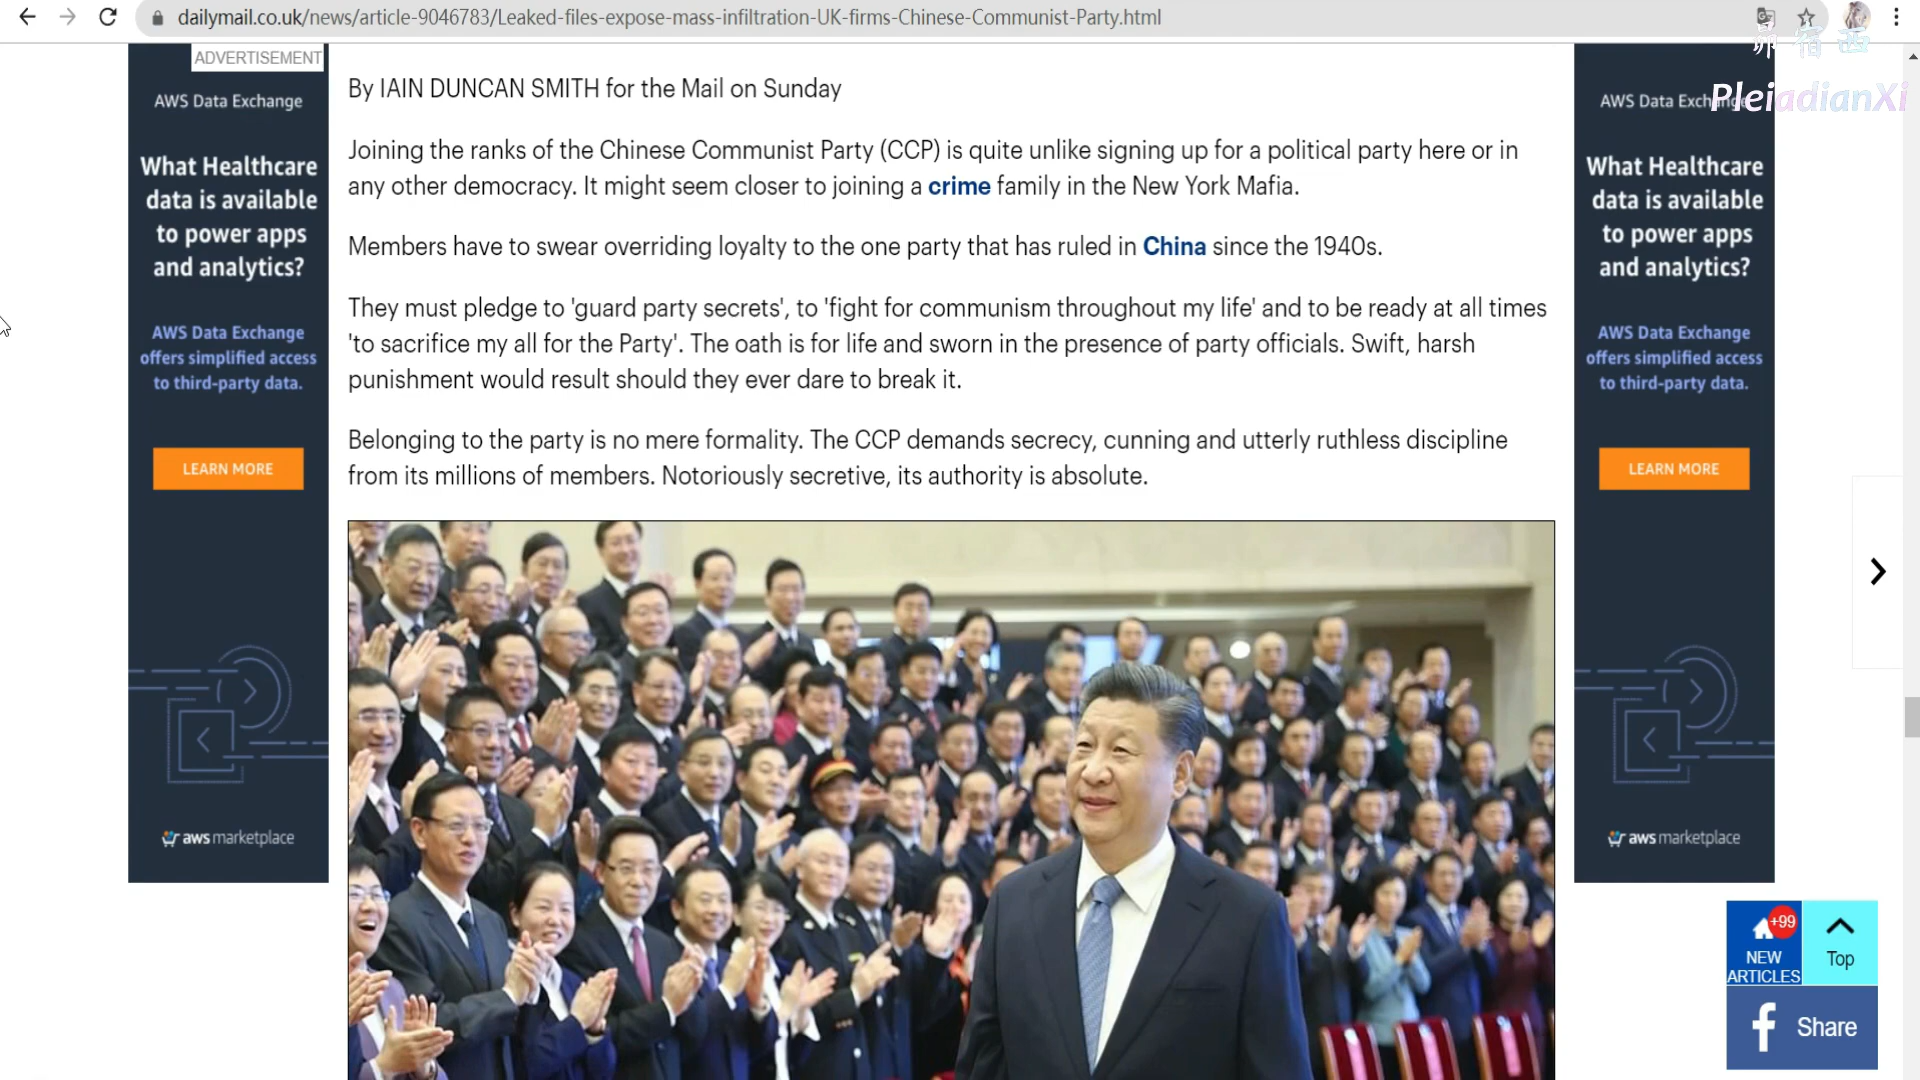 dailymail.co.uk/news/article-9046783/Leaked-files-expose-mass-infiltration-UK-firms-Chinese-Communist-Party.html
昴宿西
PleiadianXi
ADVERTISEMENT
AWS Data Exchange
What Healthcare
data is available
to power apps
and analytics?
AWS Data Exchange
offers simplified access
to third-party data.
LEARN MORE
aws marketplace
By IAIN DUNCAN SMITH for the Mail on Sunday
Joining the ranks of the Chinese Communist Party (CCP) is quite unlike signing up for a political party here or in
any other democracy. It might seem closer to joining a crime family in the New York Mafia.
Members have to swear overriding loyalty to the one party that has ruled in China since the 1940s.
They must pledge to 'guard party secrets', to 'fight for communism throughout my life' and to be ready at all times
'to sacrifice my all for the Party'. The oath is for life and sworn in the presence of party officials. Swift, harsh
punishment would result should they ever dare to break it.
Belonging to the party is no mere formality. The CCP demands secrecy, cunning and utterly ruthless discipline
from its millions of members. Notoriously secretive, its authority is absolute.
AWS Data Exchange
What Healthcare
data is available
to power apps
and analytics?
AWS Data Exchange
offers simplified access
to third-party data.
LEARN MORE
aws marketplace
+99
NEW
ARTICLES
Top
Share